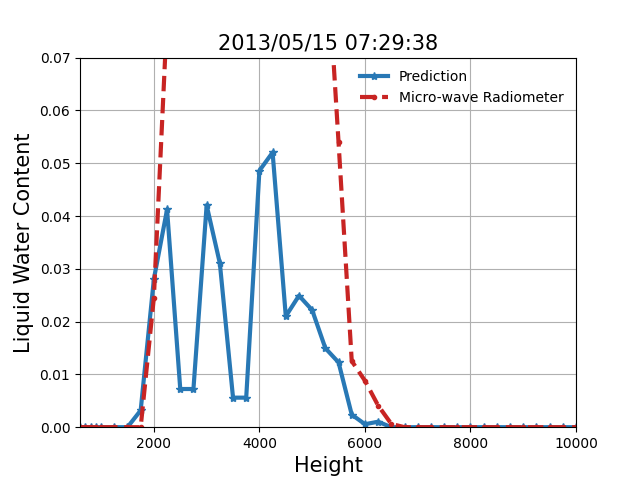 2013/05/15 07:29:38
Liquid Water Content
0.07
0.06
0.05
0.04
0.03
0.02
0.01
0.00
Prediction
Micro-wave Radiometer
2000 4000 6000 8000 10000
Height